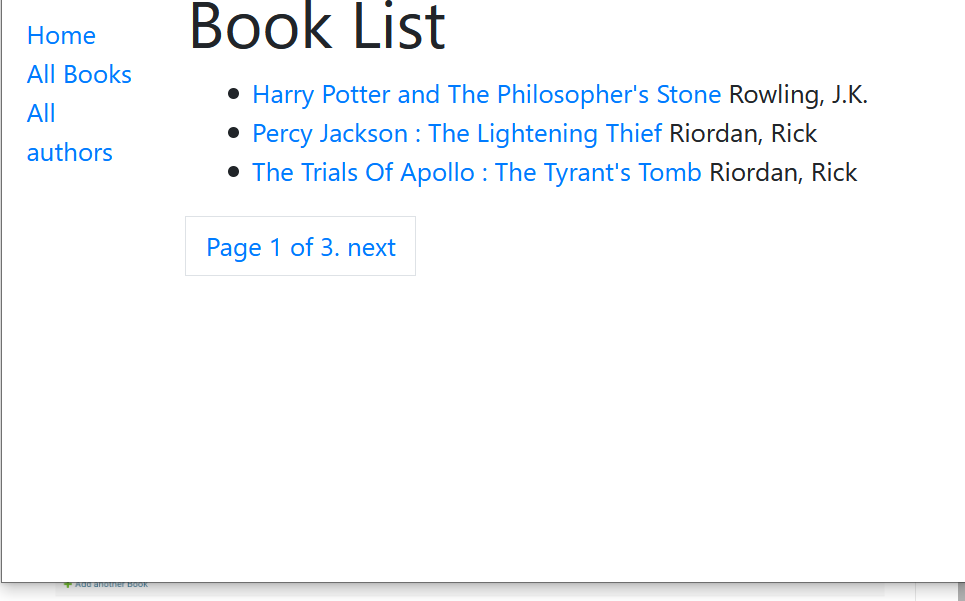 Book List
Home
All Books
All
authors
Harry Potter and The Philosopher's Stone Rowling, J.K.
Percy Jackson : The Lightening Thief Riordan, Rick
The Trials Of Apollo : The Tyrant's Tomb Riordan, Rick
Page 1 of 3. next
Add another Book